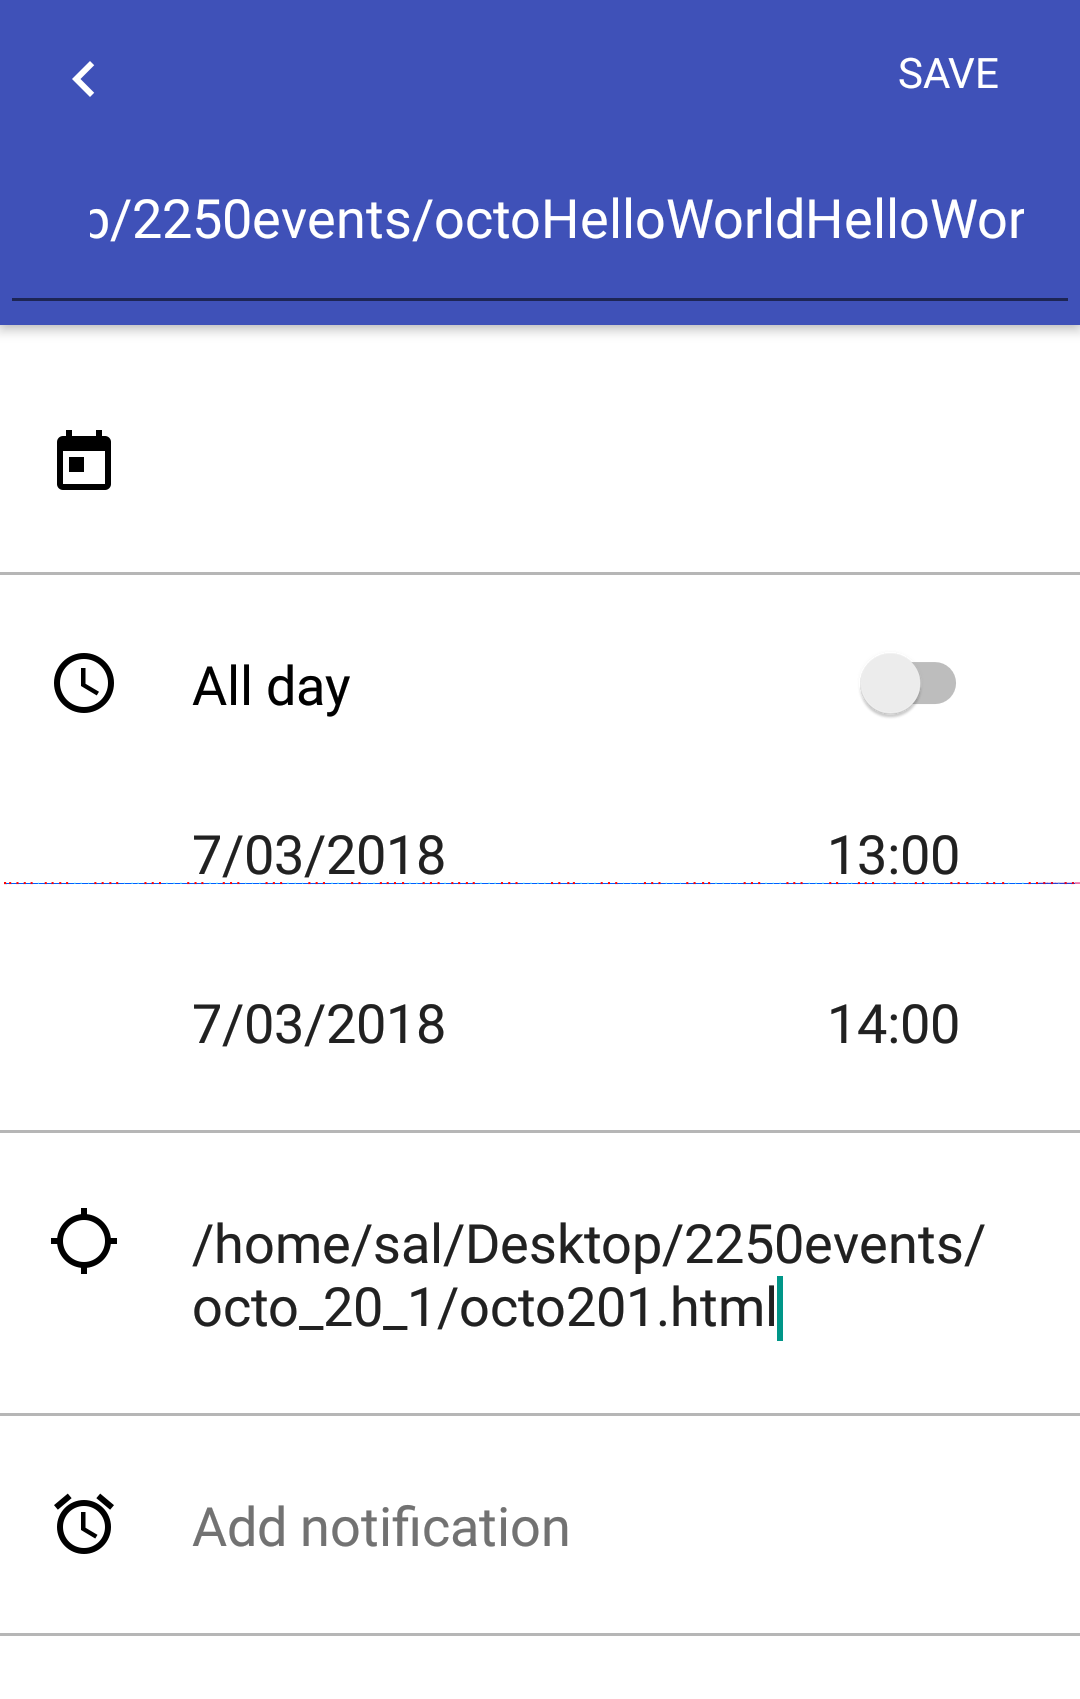 SAVE
/2250events/octoHelloWorldHelloWor
All day
7/03/2018 13:00
7/03/2018 14:00
/home/sal/Desktop/2250events/
octo_20_1/octo201.html
Add notification